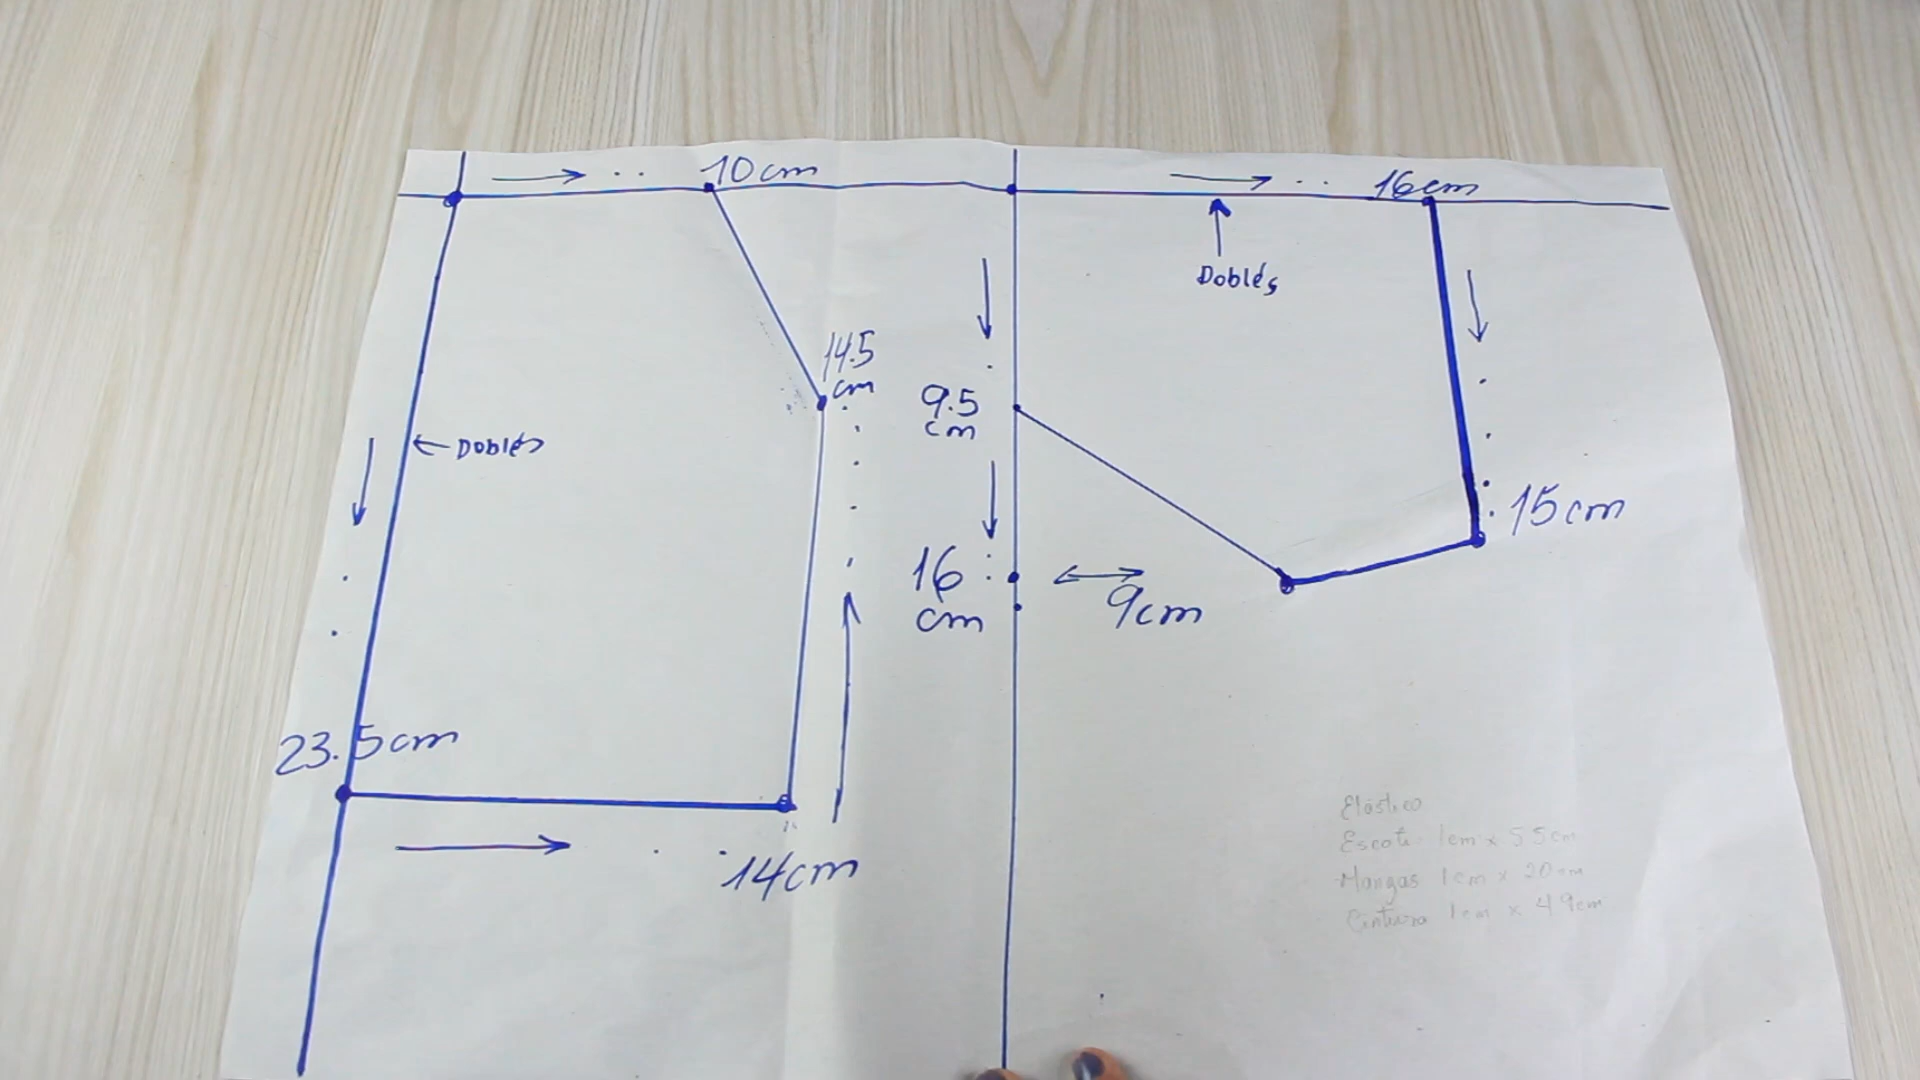 10cm
16cm
Doblés
14.5
cm
9.5
cm
Doblés
15cm
16
cm
9cm
23.5cm
14cm
Elástico
Escote 1cm x 55cm
Mangas 1cm x 20cm
Cintura 1cm x 49cm